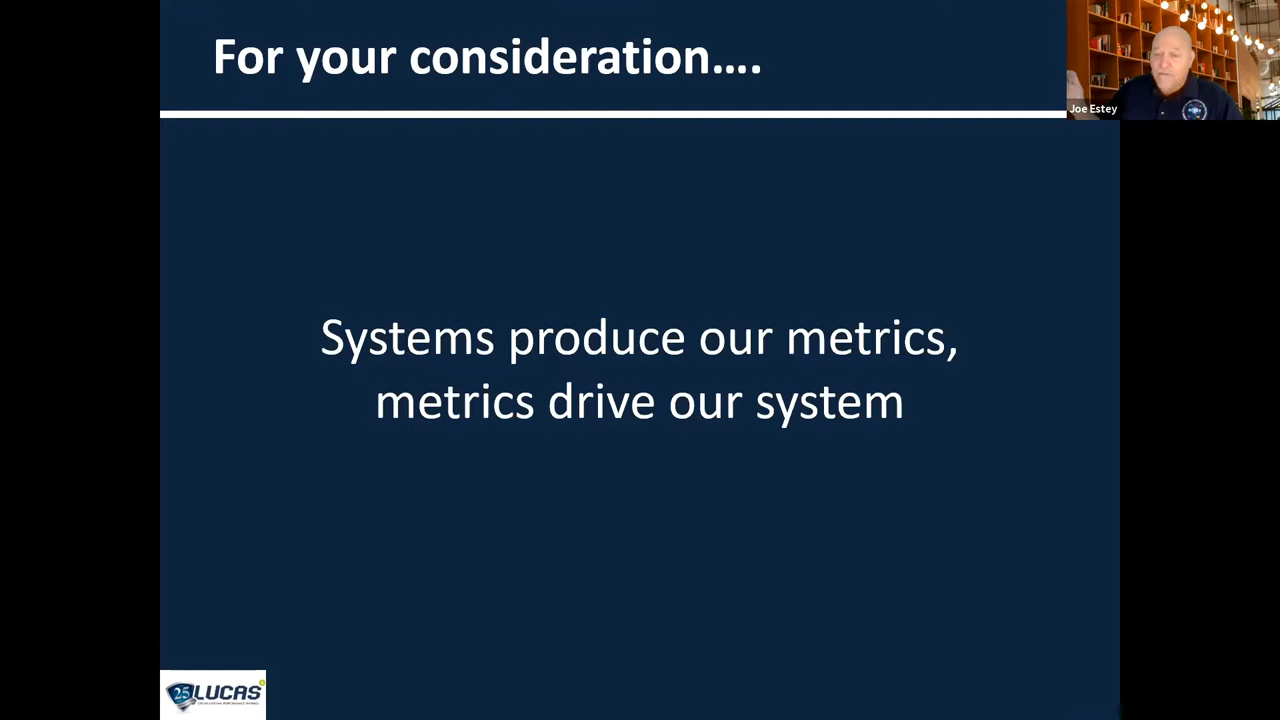 For your consideration....
Joe Estey
Systems produce our metrics,
metrics drive our system
25 LUCAS